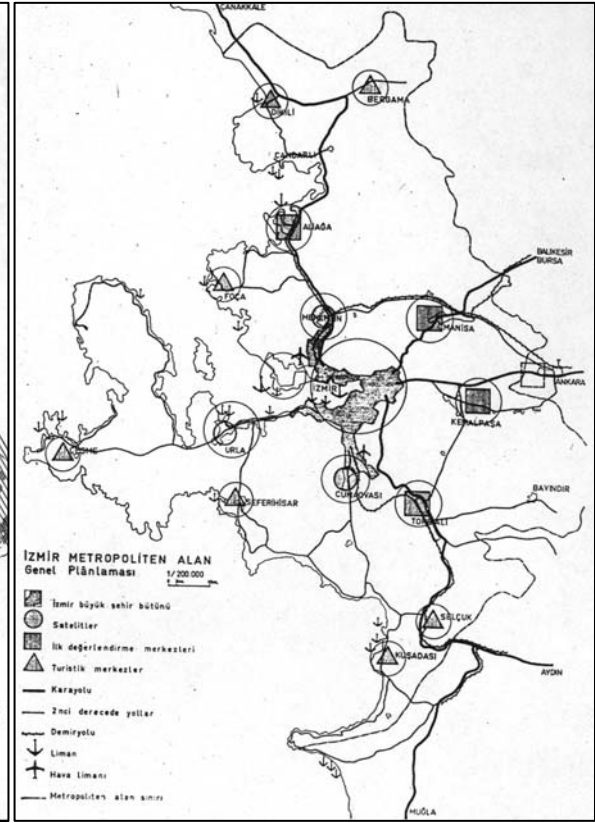 ÇANAKKALE
DİKİLİ
BERGAMA
ÇANDARLI
ALİAĞA
BALIKESİR
BURSA
FOÇA
MENEMEN
MANİSA
İZMİR
ANKARA
KEMALPAŞA
URLA
ÇEŞME
CUMAOVASI
BAYINDIR
SEFERİHİSAR
TORBALI
İZMİR METROPOLİTEN ALAN
Genel Plânlaması 1/200.000
İzmir büyük şehir bütünü
Satelitler
İlk değerlendirme merkezleri
Turistik merkezler
Karayolu
2nci derecede yollar
Demiryolu
Liman
Hava limanı
Metropoliten alan sınırı
SELÇUK
KUŞADASI
AYDIN
MUĞLA